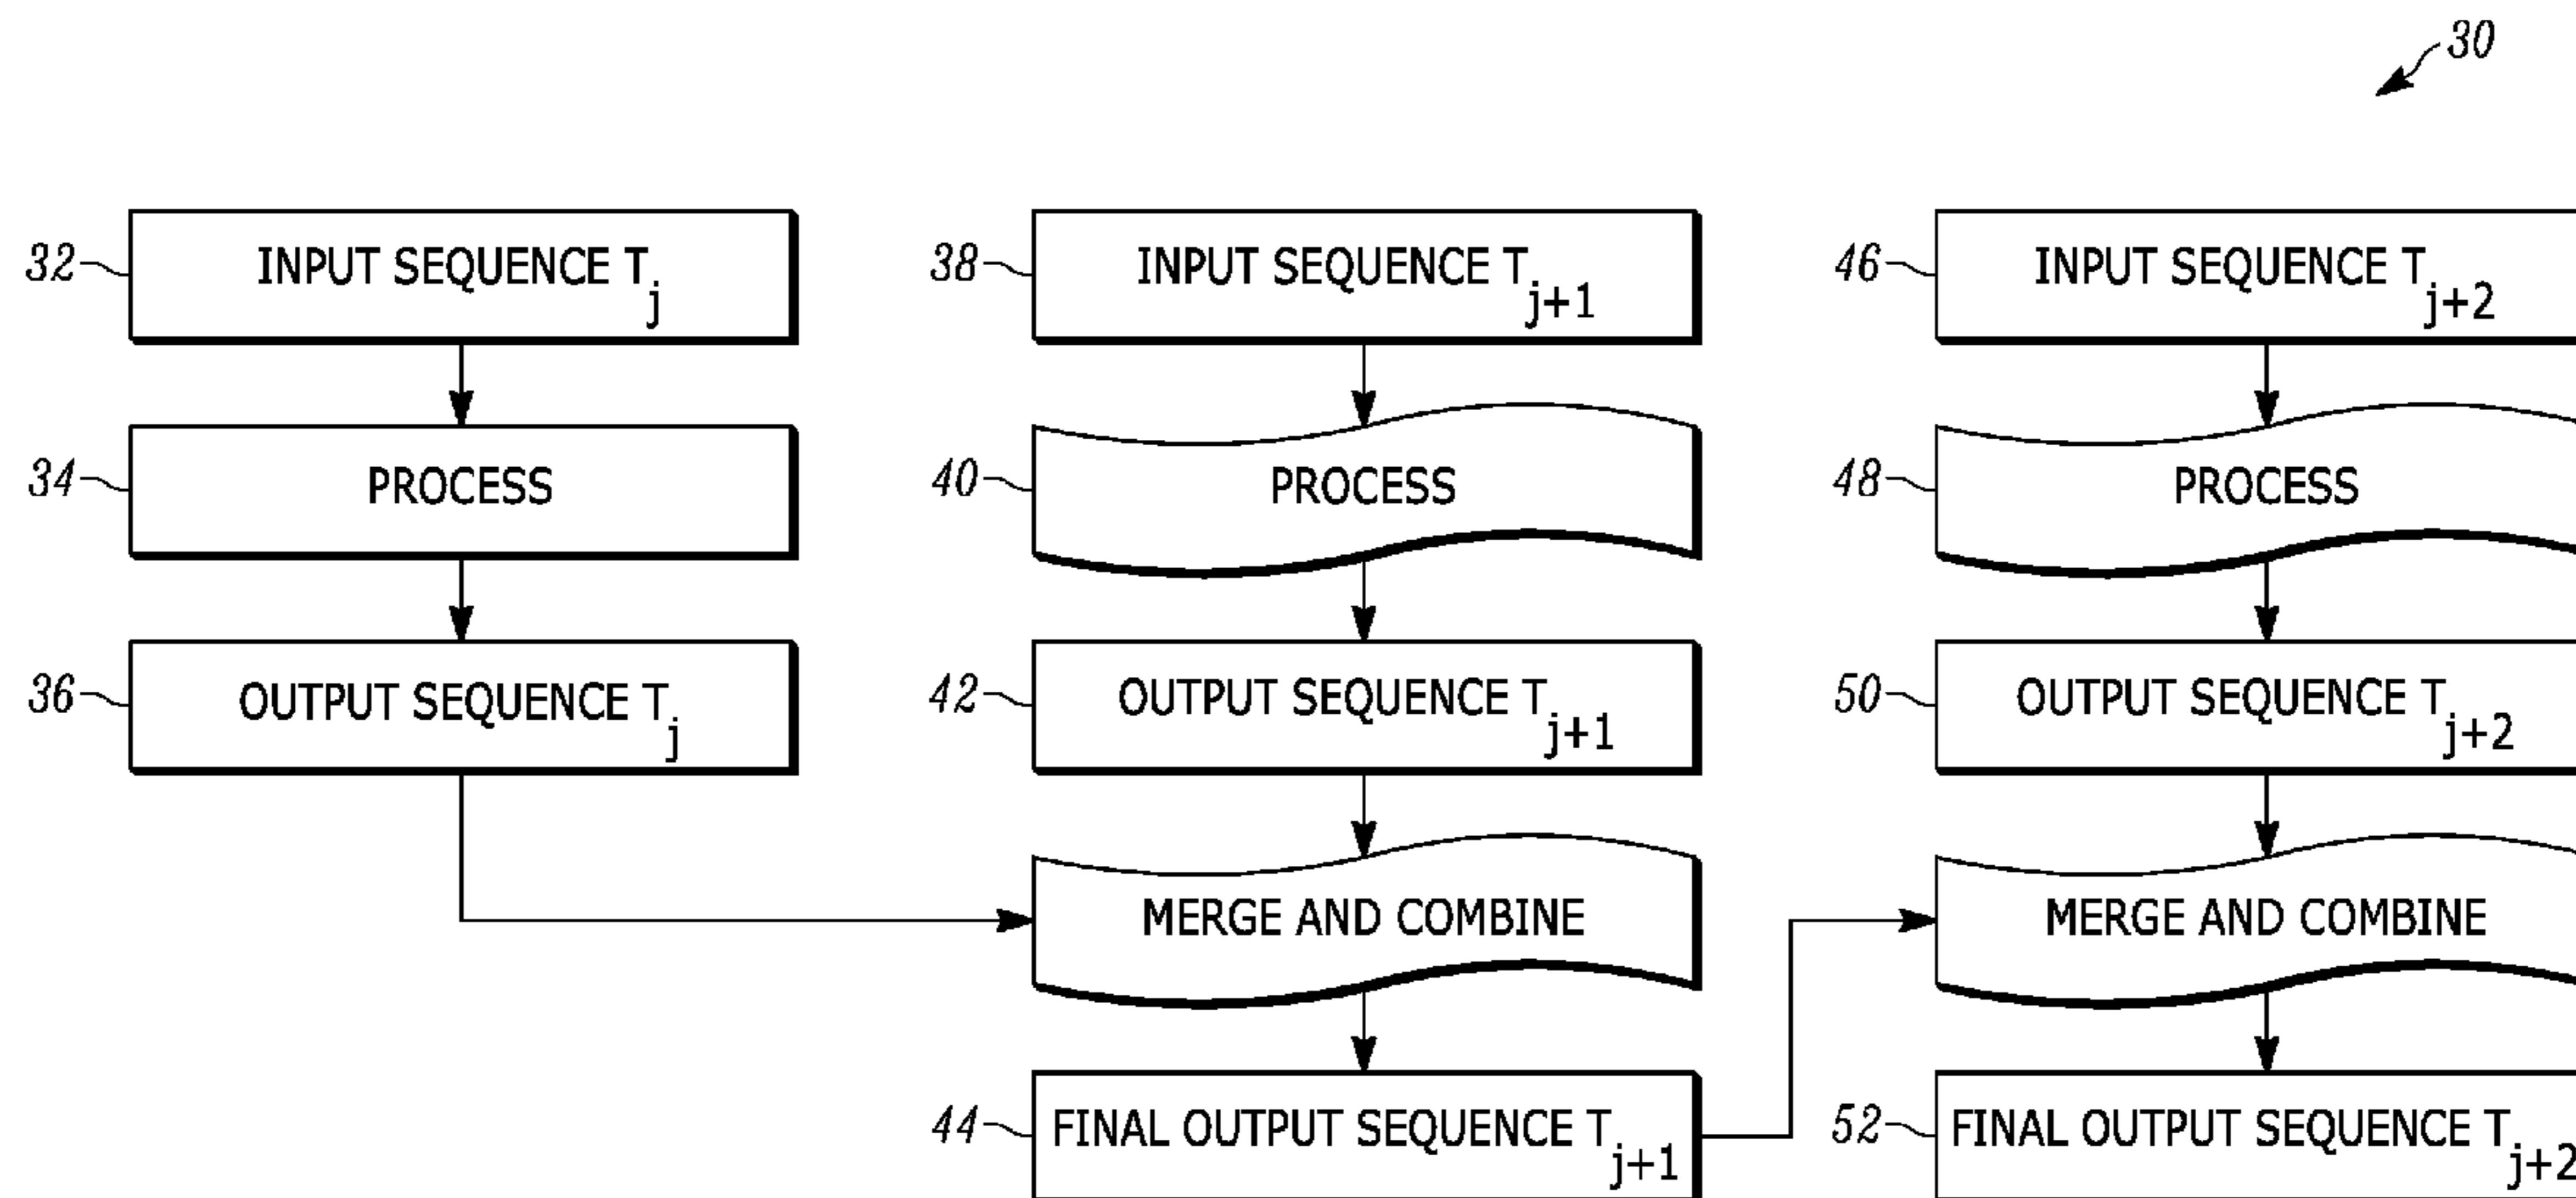 30
32 INPUT SEQUENCE Tj
38 INPUT SEQUENCE Tj+1
46 INPUT SEQUENCE Tj+2
34 PROCESS
40 PROCESS
48 PROCESS
36 OUTPUT SEQUENCE Tj
42 OUTPUT SEQUENCE Tj+1
50 OUTPUT SEQUENCE Tj+2
MERGE AND COMBINE
MERGE AND COMBINE
44 FINAL OUTPUT SEQUENCE Tj+1
52 FINAL OUTPUT SEQUENCE Tj+2